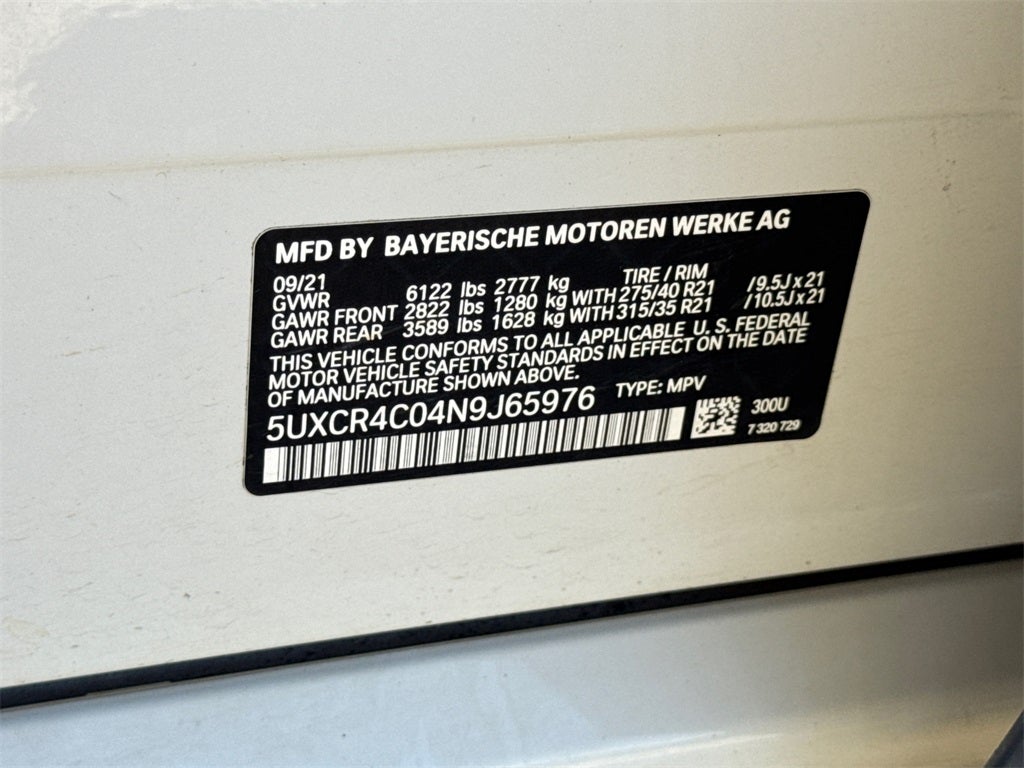 MFD BY BAYERISCHE MOTOREN WERKE AG
09/21 TIRE / RIM
GVWR 6122 lbs 2777 kg
GAWR FRONT 2822 lbs 1280 kg WITH 275/40 R21 /9.5J x 21
GAWR REAR 3589 lbs 1628 kg WITH 315/35 R21 /10.5J x 21
THIS VEHICLE CONFORMS TO ALL APPLICABLE U. S. FEDERAL
MOTOR VEHICLE SAFETY STANDARDS IN EFFECT ON THE DATE
OF MANUFACTURE SHOWN ABOVE.
5UXCR4C04N9J65976 TYPE: MPV
300U
7 320 729